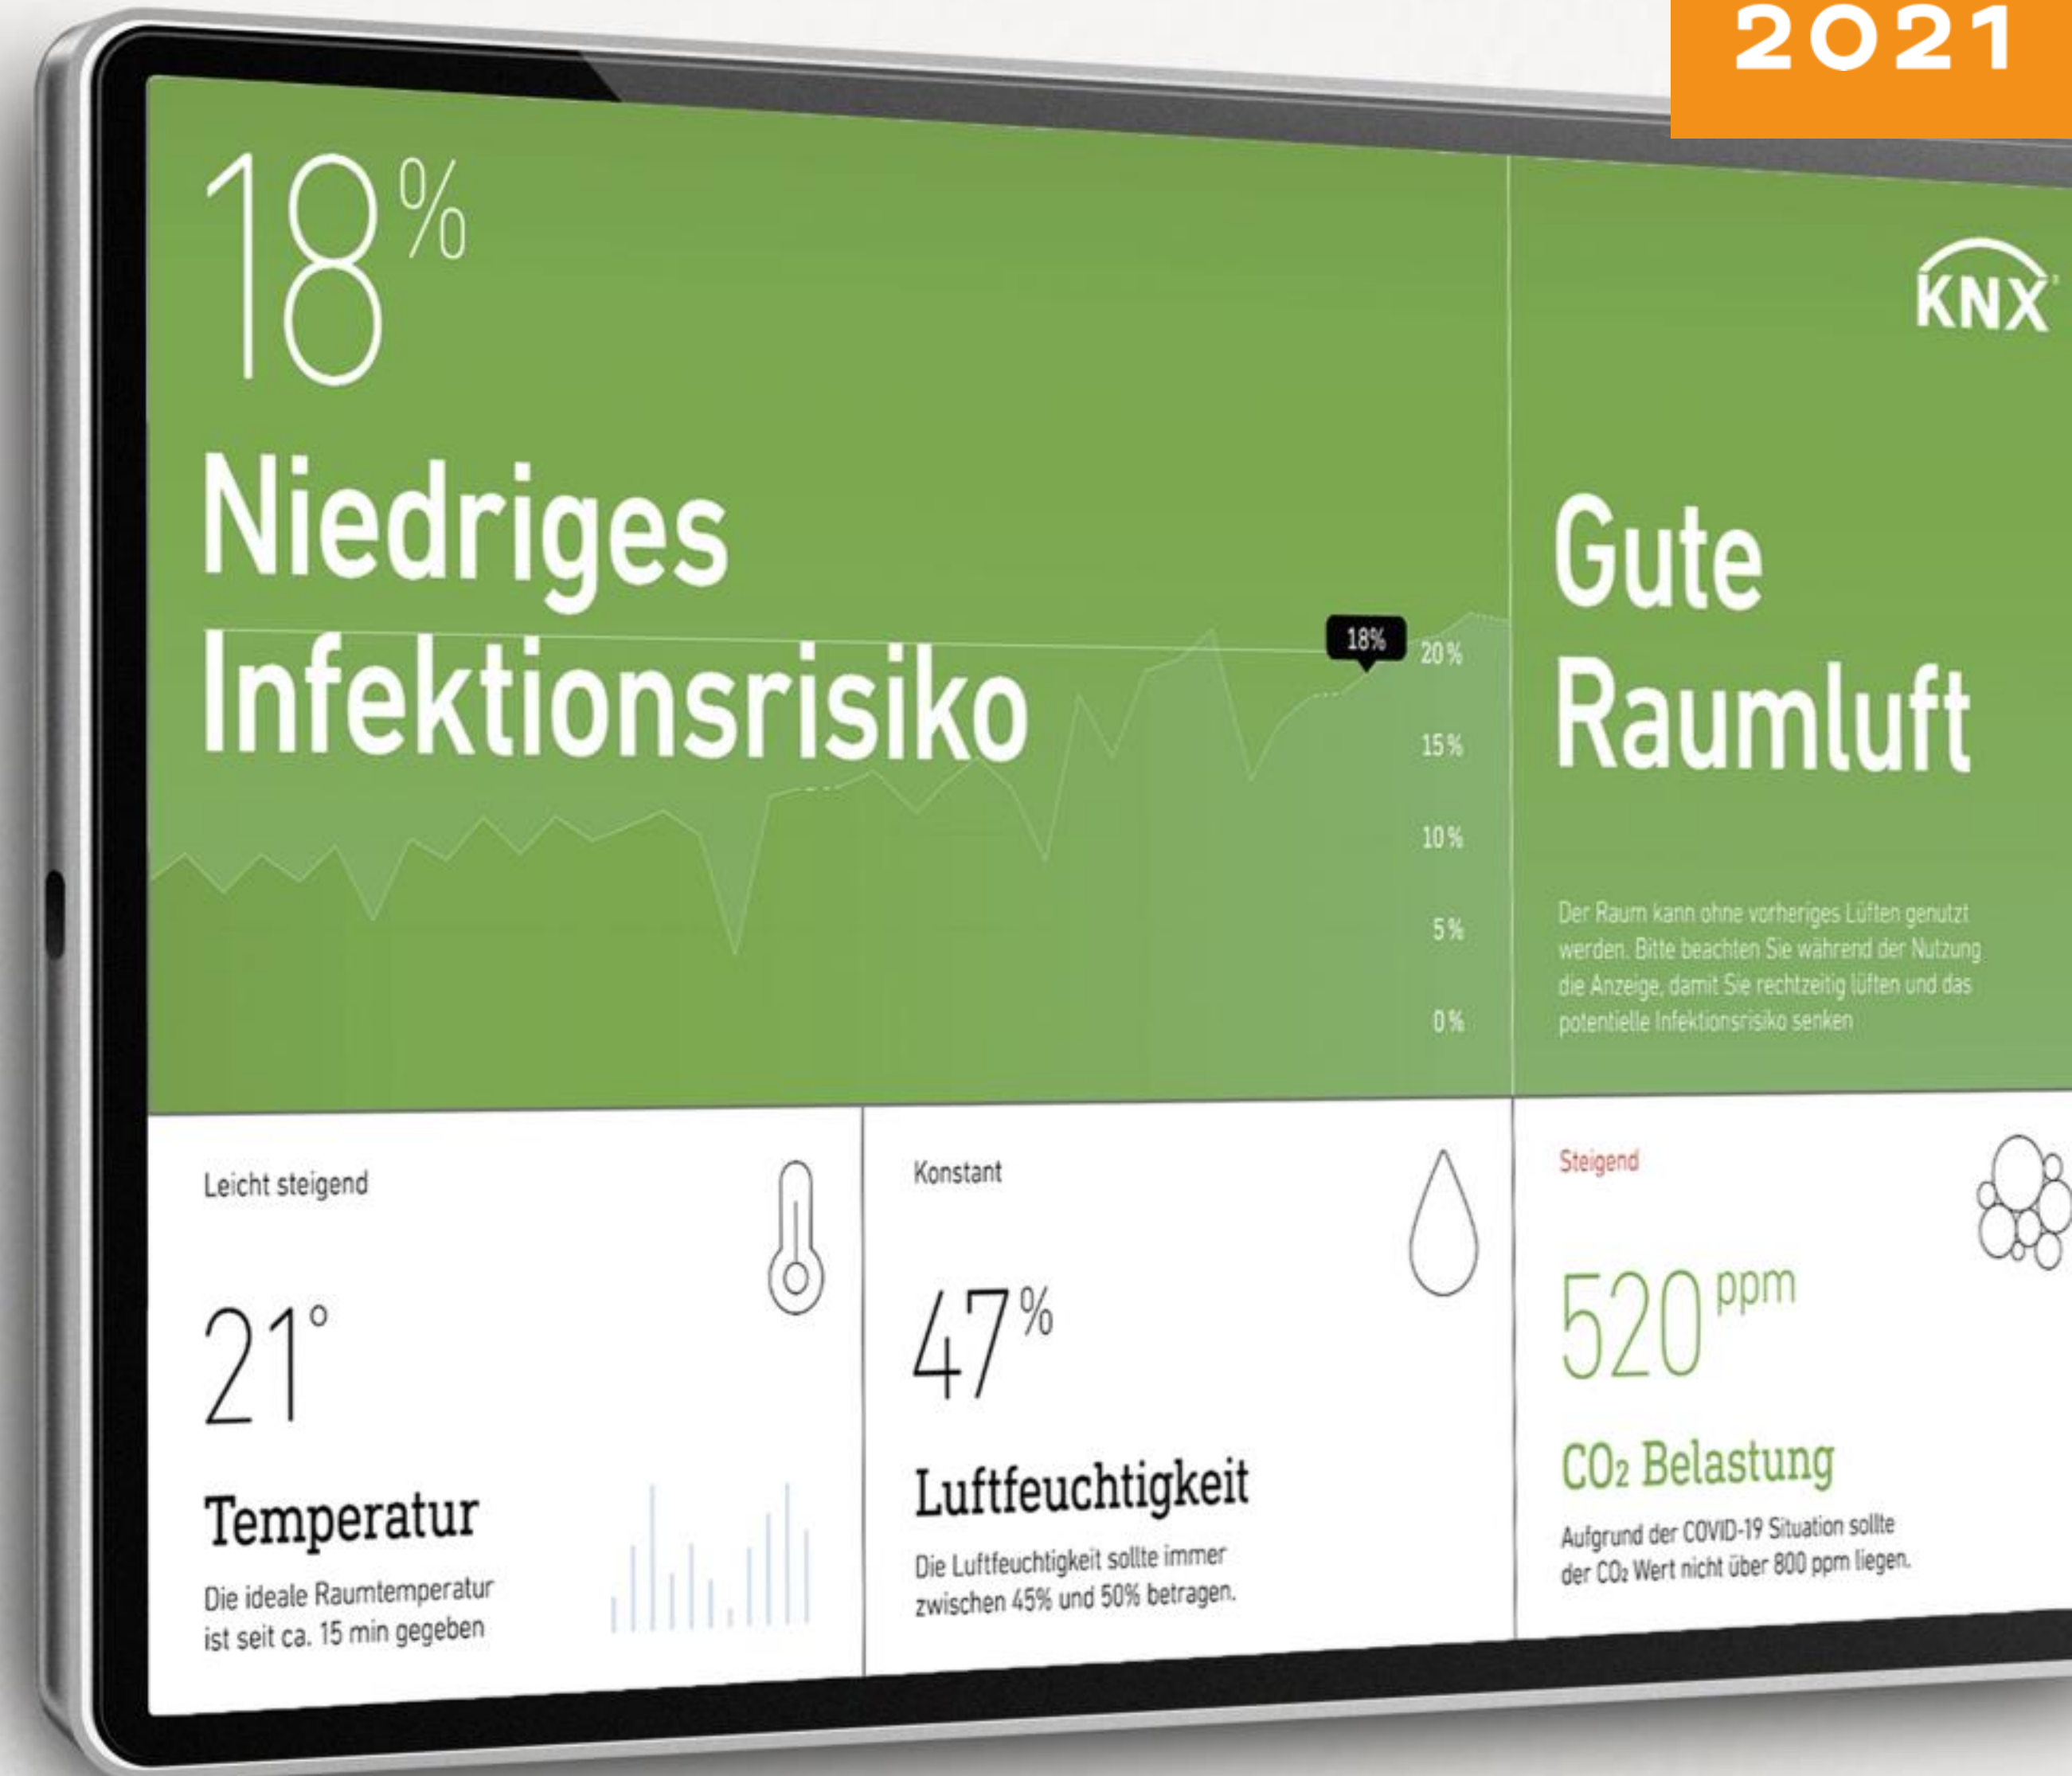 2021
18%
Niedriges
Infektionsrisiko
18%
20%
15%
10%
5%
0%
KNX
Gute
Raumluft
Der Raum kann ohne vorheriges Lüften genutzt
werden. Bitte beachten Sie während der Nutzung
die Anzeige, damit Sie rechtzeitig lüften und das
potentielle Infektionsrisiko senken
Leicht steigend
21°
Temperatur
Die ideale Raumtemperatur
ist seit ca. 15 min gegeben
Konstant
47%
Luftfeuchtigkeit
Die Luftfeuchtigkeit sollte immer
zwischen 45% und 50% betragen.
Steigend
520 ppm
CO₂ Belastung
Aufgrund der COVID-19 Situation sollte
der CO₂ Wert nicht über 800 ppm liegen.